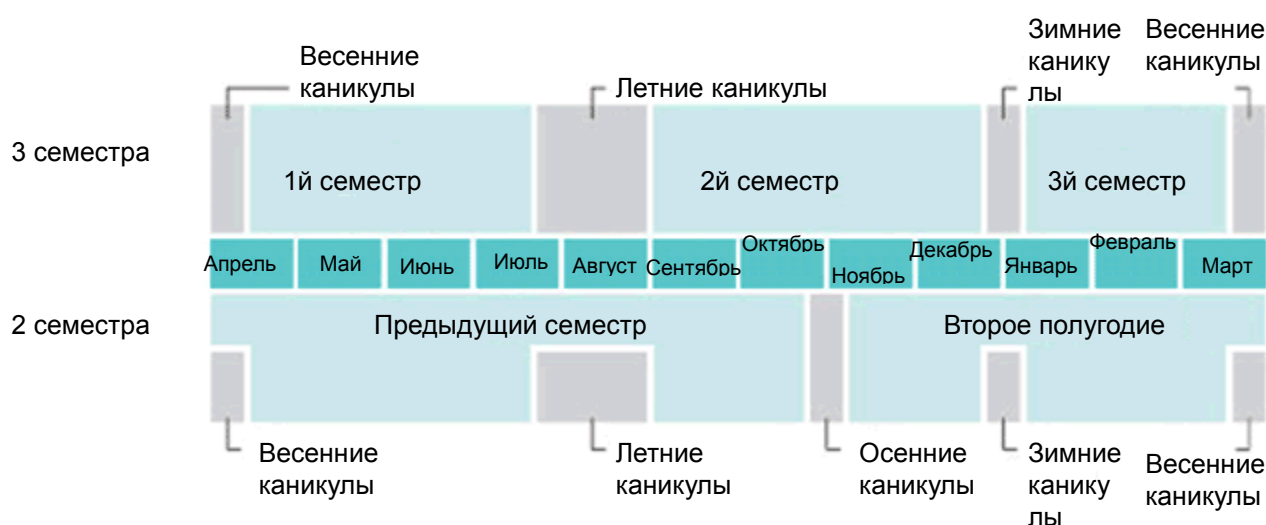 Зимние
канику
лы
Весенние
каникулы
Весенние
каникулы
Летние каникулы
3 семестра
1й семестр
2й семестр
3й семестр
Апрель
Май
Июнь
Июль
Август
Сентябрь
Октябрь
Ноябрь
Декабрь
Январь
Февраль
Март
2 семестра
Предыдущий семестр
Второе полугодие
Весенние
каникулы
Летние
каникулы
Осенние
каникулы
Зимние
канику
лы
Весенние
каникулы